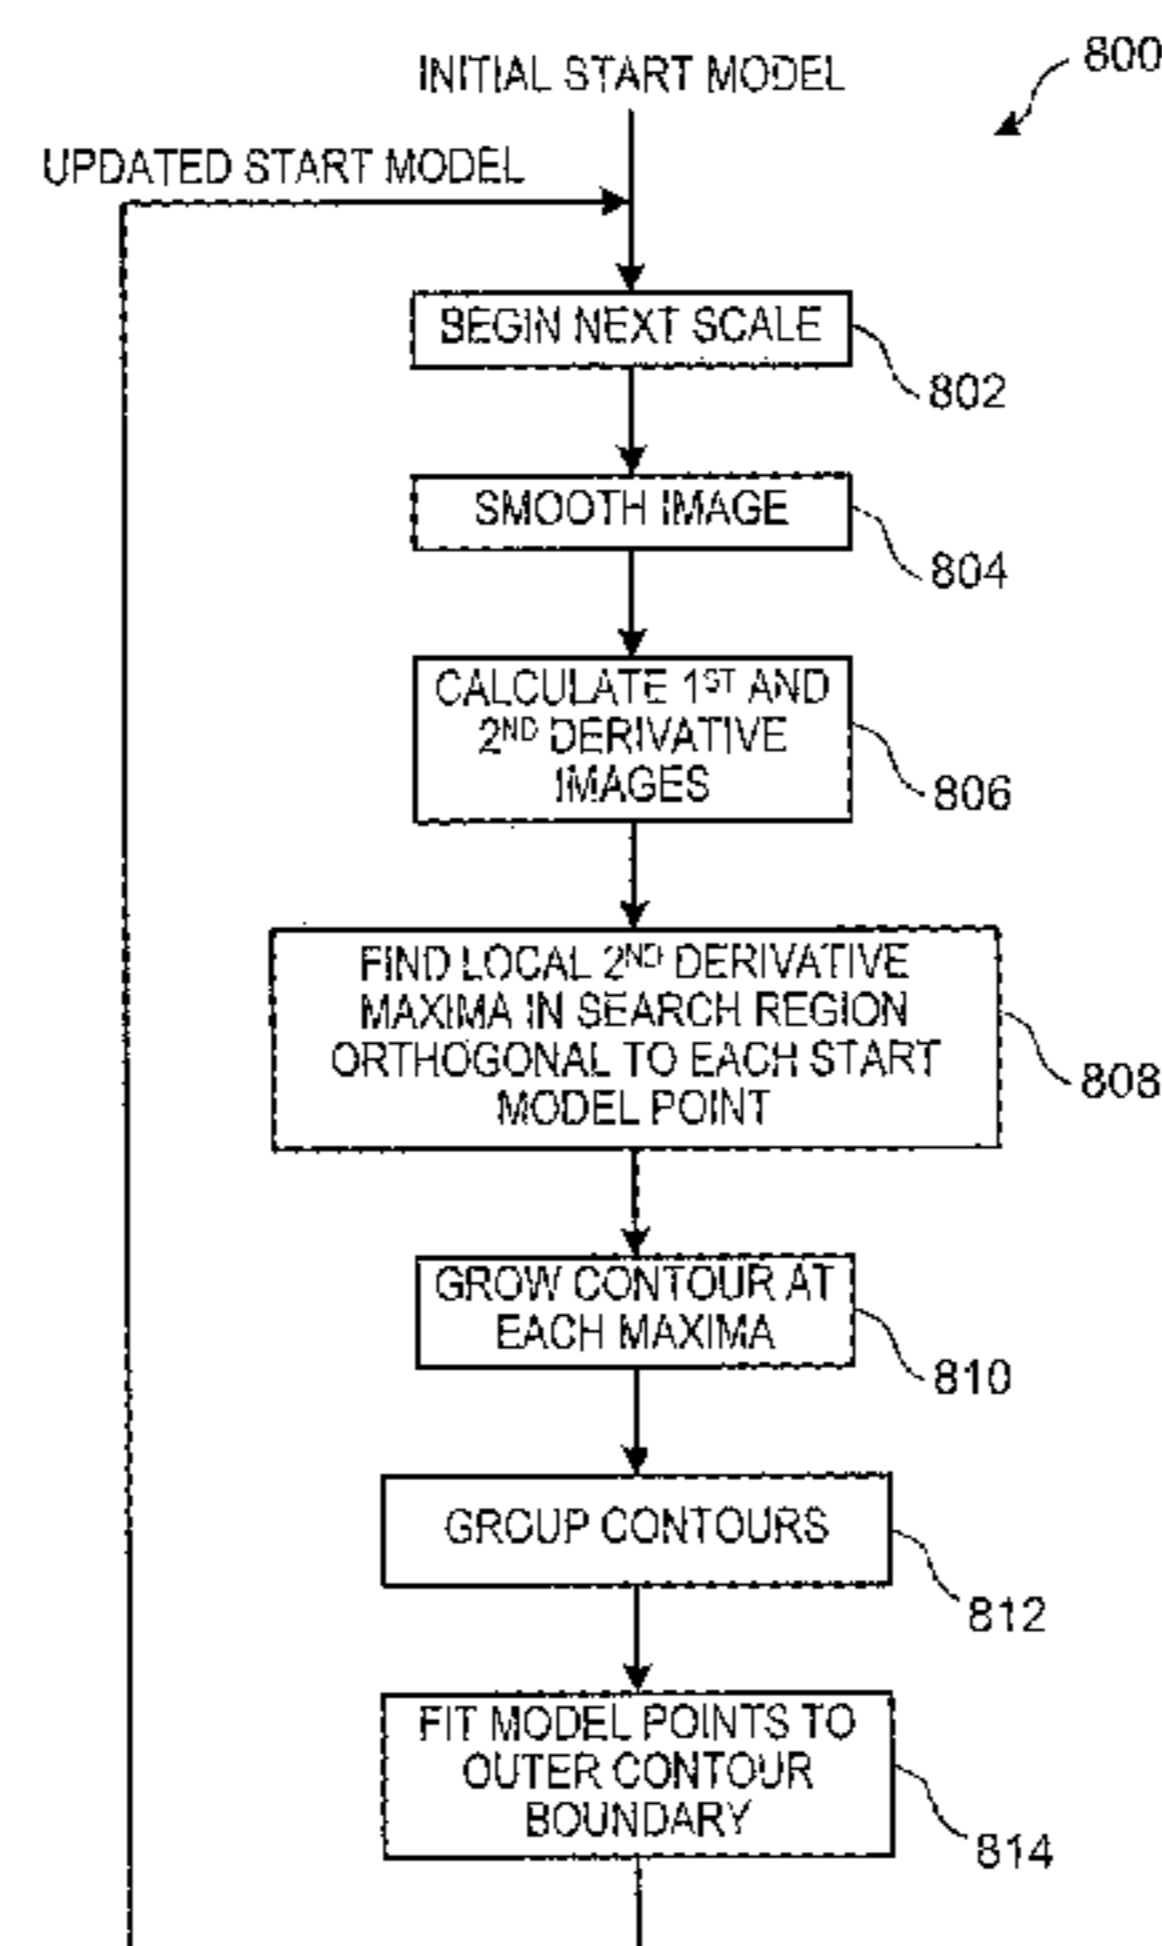 800
INITIAL START MODEL
UPDATED START MODEL
BEGIN NEXT SCALE
802
SMOOTH IMAGE
804
CALCULATE 1ST AND
2ND DERIVATIVE
IMAGES
806
FIND LOCAL 2ND DERIVATIVE
MAXIMA IN SEARCH REGION
ORTHOGONAL TO EACH START
MODEL POINT
808
GROW CONTOUR AT
EACH MAXIMA
810
GROUP CONTOURS
812
FIT MODEL POINTS TO
OUTER CONTOUR
BOUNDARY
814